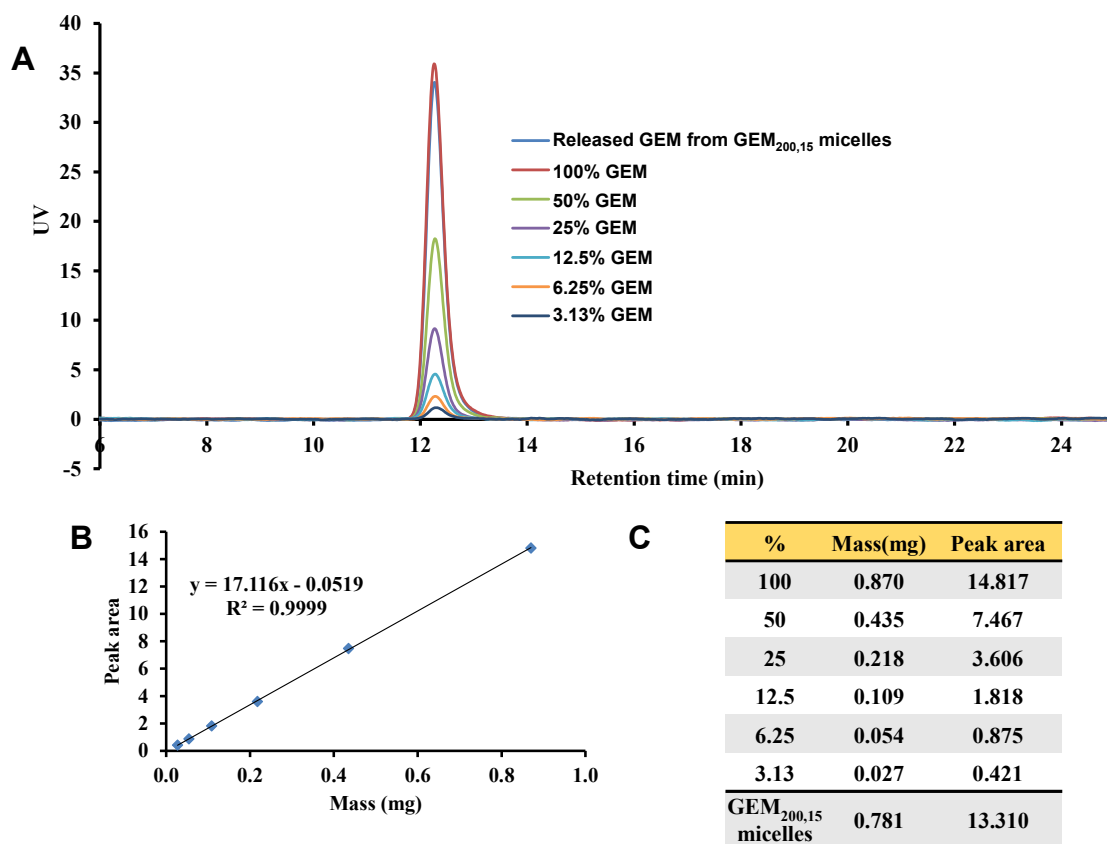 A
40
35
30
25
20
15
10
5
0
-5
UV
6 8 10 12 14 16 18 20 22 24
Retention time (min)
Released GEM from GEM200,15 micelles
100% GEM
50% GEM
25% GEM
12.5% GEM
6.25% GEM
3.13% GEM
B
16
14
12
10
8
6
4
2
0
Peak area
y = 17.116x - 0.0519
R² = 0.9999
0.0 0.2 0.4 0.6 0.8 1.0
Mass (mg)
C
% Mass(mg) Peak area
100 0.870 14.817
50 0.435 7.467
25 0.218 3.606
12.5 0.109 1.818
6.25 0.054 0.875
3.13 0.027 0.421
GEM200,15
micelles 0.781 13.310